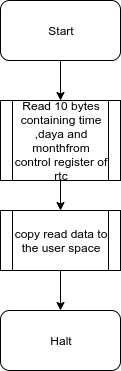 Start
Read 10 bytes
containing time
,daya and
monthfrom
control register of
rtc
copy read data to
the user space
Halt